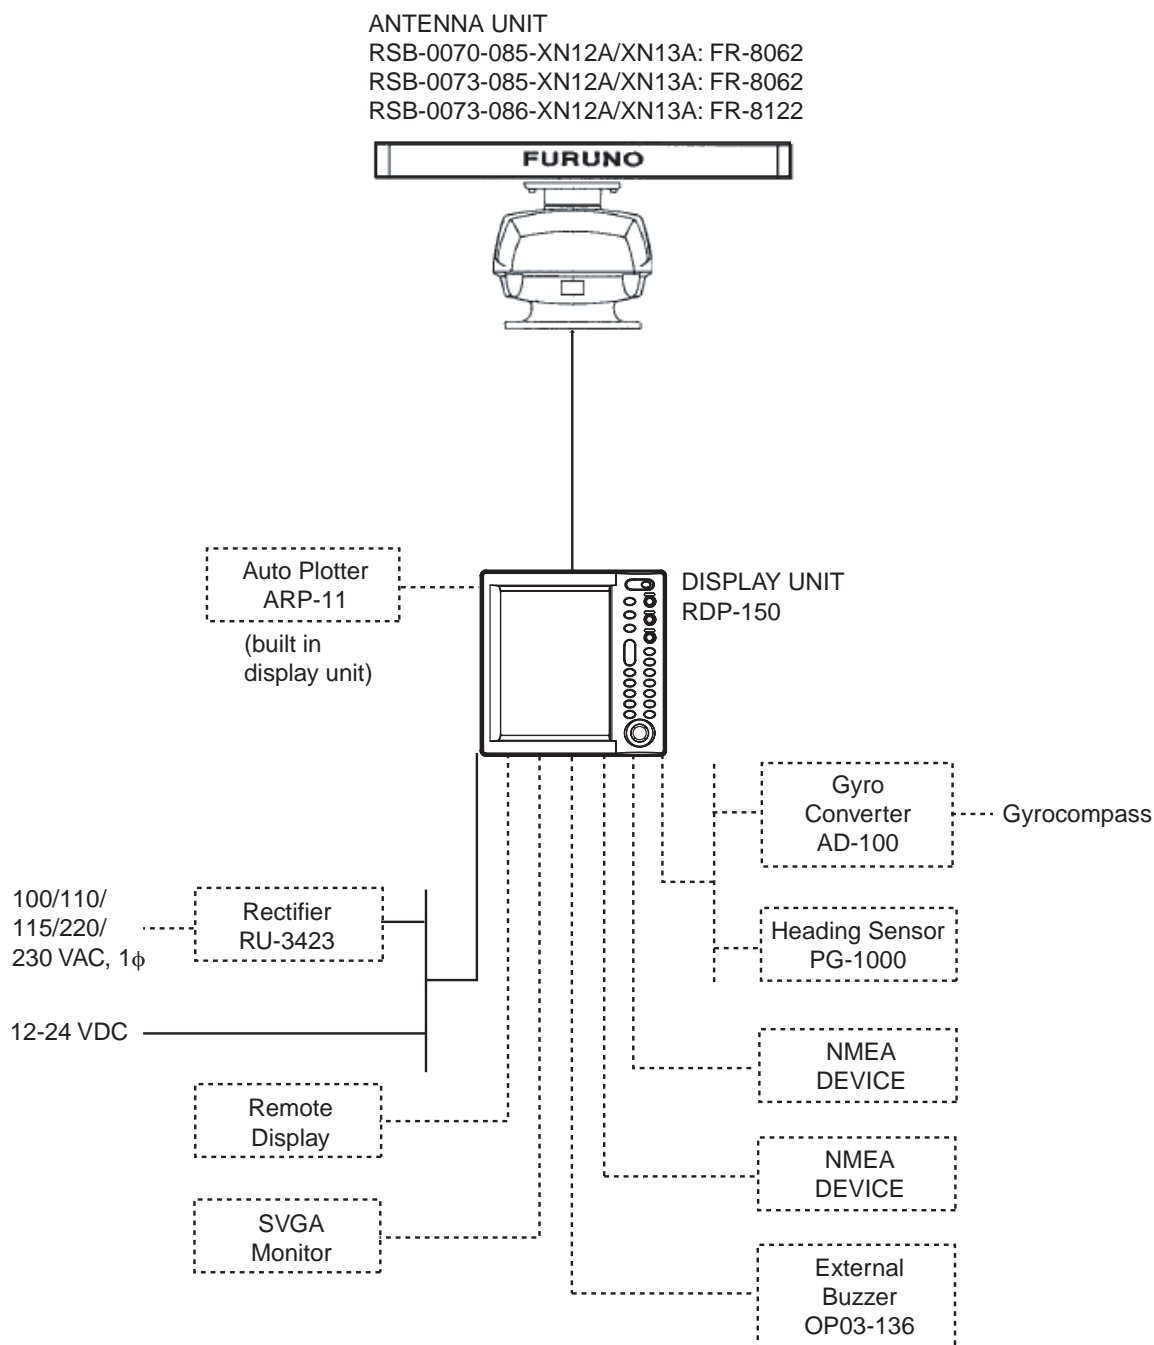 ANTENNA UNIT
RSB-0070-085-XN12A/XN13A: FR-8062
RSB-0073-085-XN12A/XN13A: FR-8062
RSB-0073-086-XN12A/XN13A: FR-8122
FURUNO
Auto Plotter
ARP-11
(built in
display unit)
DISPLAY UNIT
RDP-150
Gyro
Converter
AD-100
Gyrocompass
100/110/
115/220/
230 VAC, 1ϕ
Rectifier
RU-3423
Heading Sensor
PG-1000
12-24 VDC
NMEA
DEVICE
Remote
Display
NMEA
DEVICE
SVGA
Monitor
External
Buzzer
OP03-136